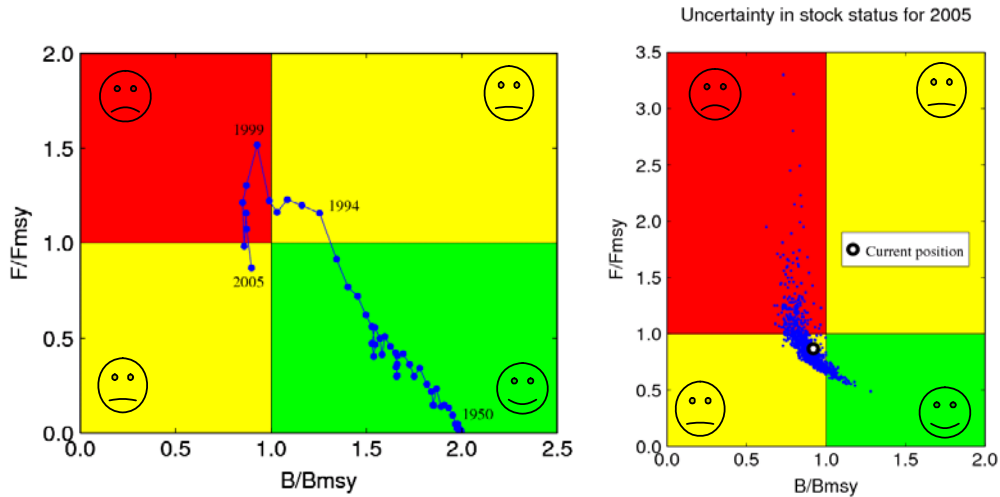 Uncertainty in stock status for 2005
2.0
1.5
1.0
0.5
0.0
F/Fmsy
1999
1994
2005
1950
0.0 0.5 1.0 1.5 2.0 2.5
B/Bmsy
3.5
3.0
2.5
2.0
1.5
1.0
0.5
0.0
F/Fmsy
Current position
0.0 0.5 1.0 1.5 2.0
B/Bmsy